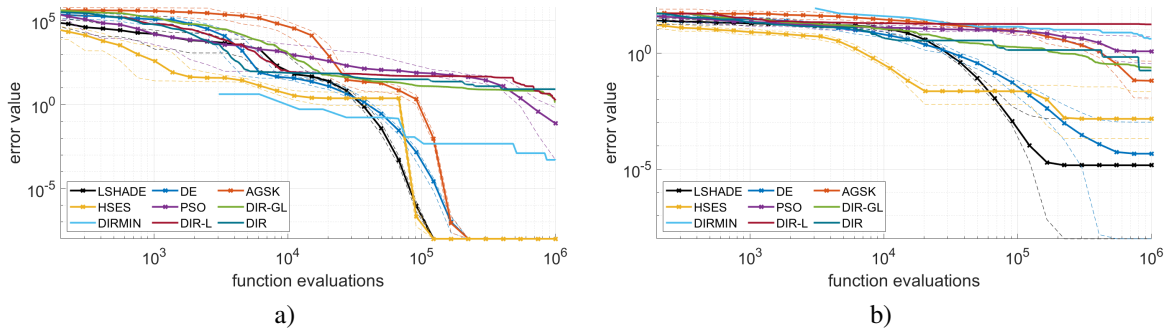 10^5
10^0
10^-5
error value
LSHADE DE AGSK
HSES PSO DIR-GL
DIRMIN DIR-L DIR
10^3 10^4 10^5 10^6
function evaluations
a)
10^0
10^-5
error value
LSHADE DE AGSK
HSES PSO DIR-GL
DIRMIN DIR-L DIR
10^3 10^4 10^5 10^6
function evaluations
b)